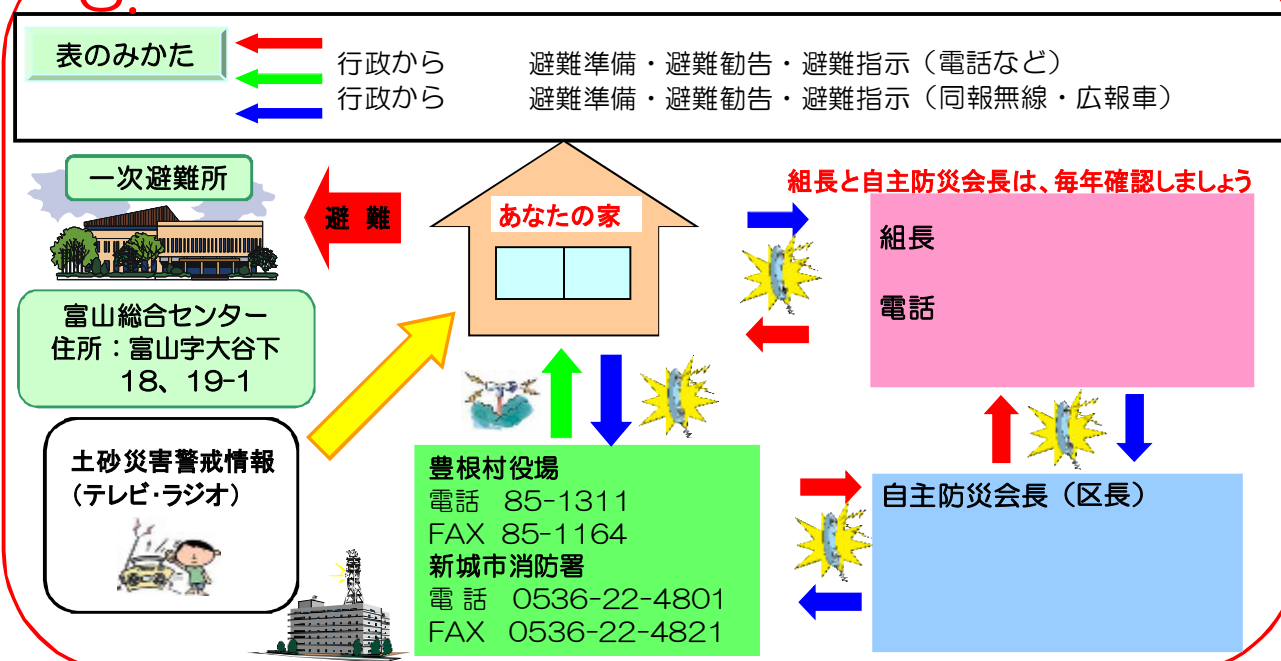 表のみかた
行政から 避難準備・避難勧告・避難指示（電話など）
行政から 避難準備・避難勧告・避難指示（同報無線・広報車）
一次避難所
避 難
あなたの家
組長と自主防災会長は、毎年確認しましょう
組長
電話
富山総合センター
住所：富山字大谷下
18、19-1
土砂災害警戒情報
（テレビ・ラジオ）
豊根村役場
電話 85-1311
FAX 85-1164
新城市消防署
電 話 0536-22-4801
FAX 0536-22-4821
自主防災会長（区長）